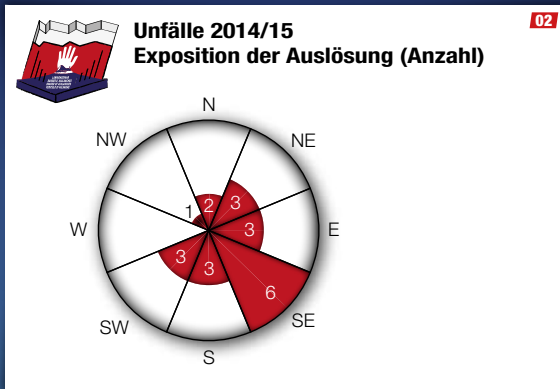 Unfälle 2014/15
Exposition der Auslösung (Anzahl)
02
N
NW
NE
1
2
3
W
3
E
3
3
6
SW
SE
S